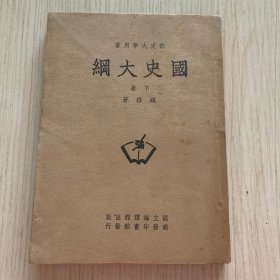 部定大學用書
國史大綱
下冊
錢穆著
國立編譯館出版
商務印書館發行